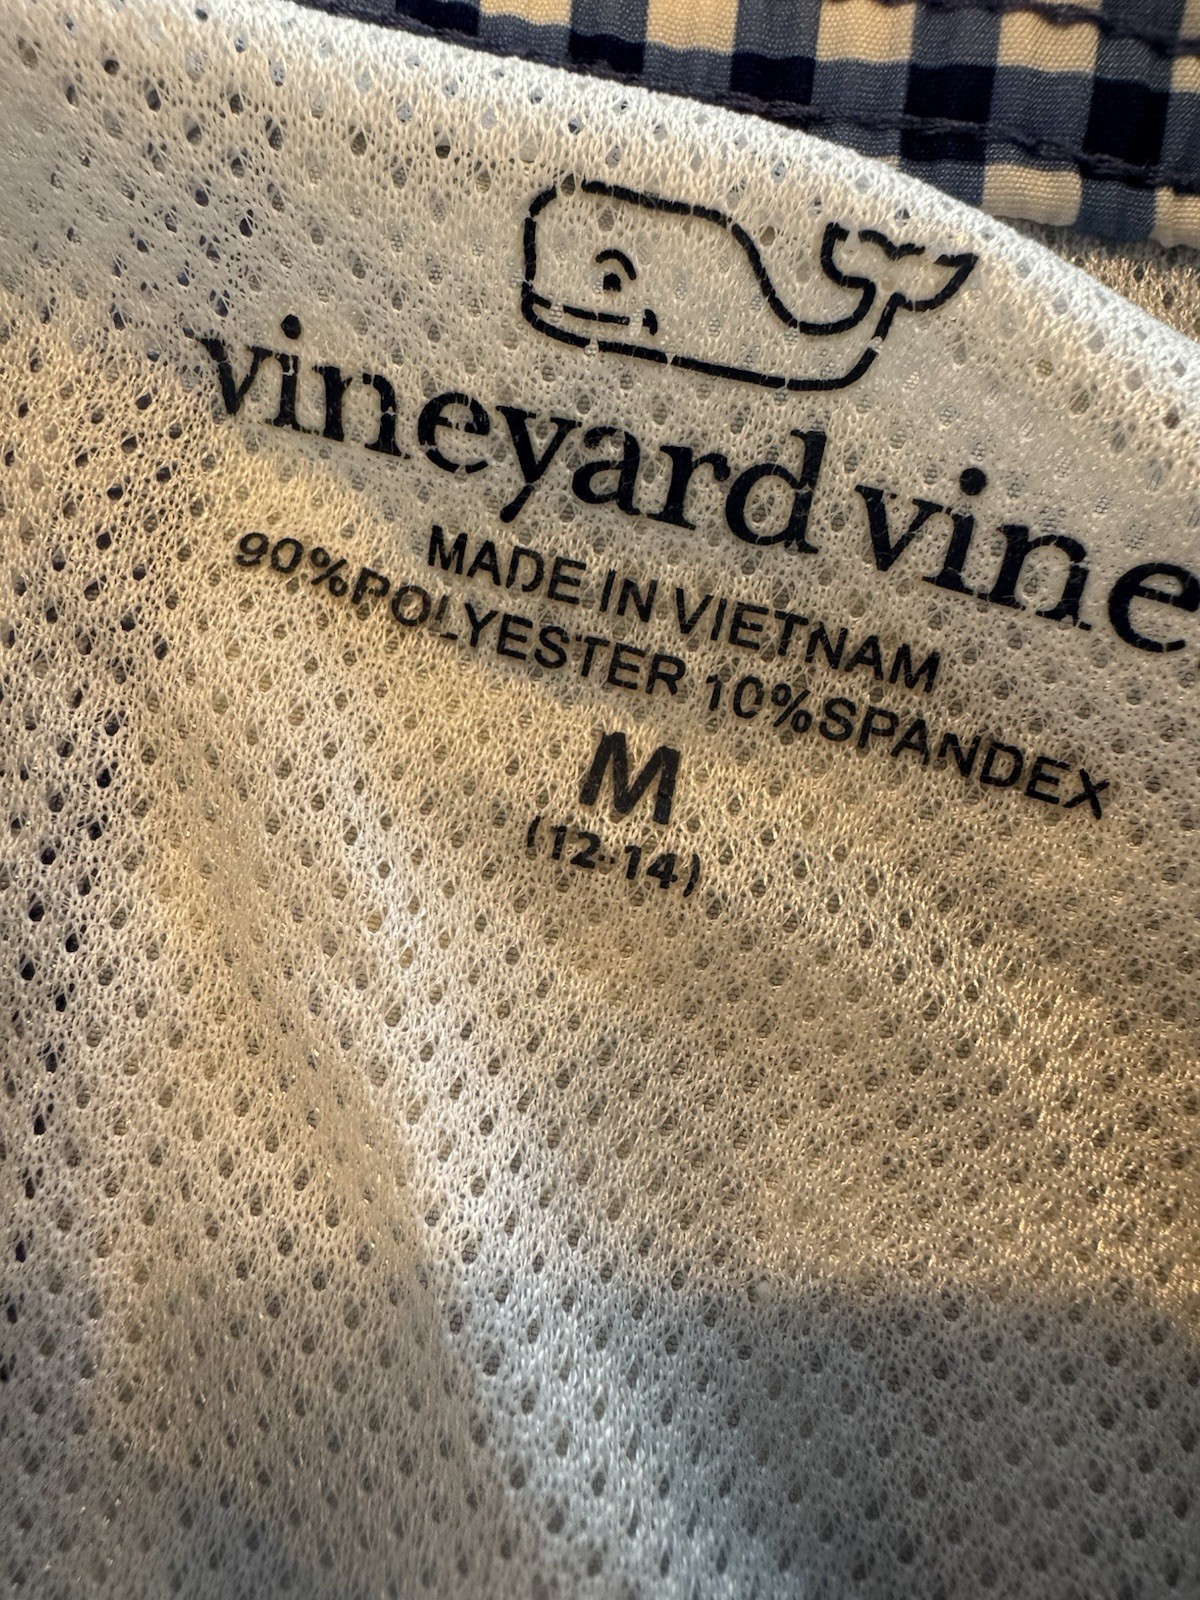 vineyard vine
MADE IN VIETNAM
90%POLYESTER 10%SPANDEX
M
(12-14)